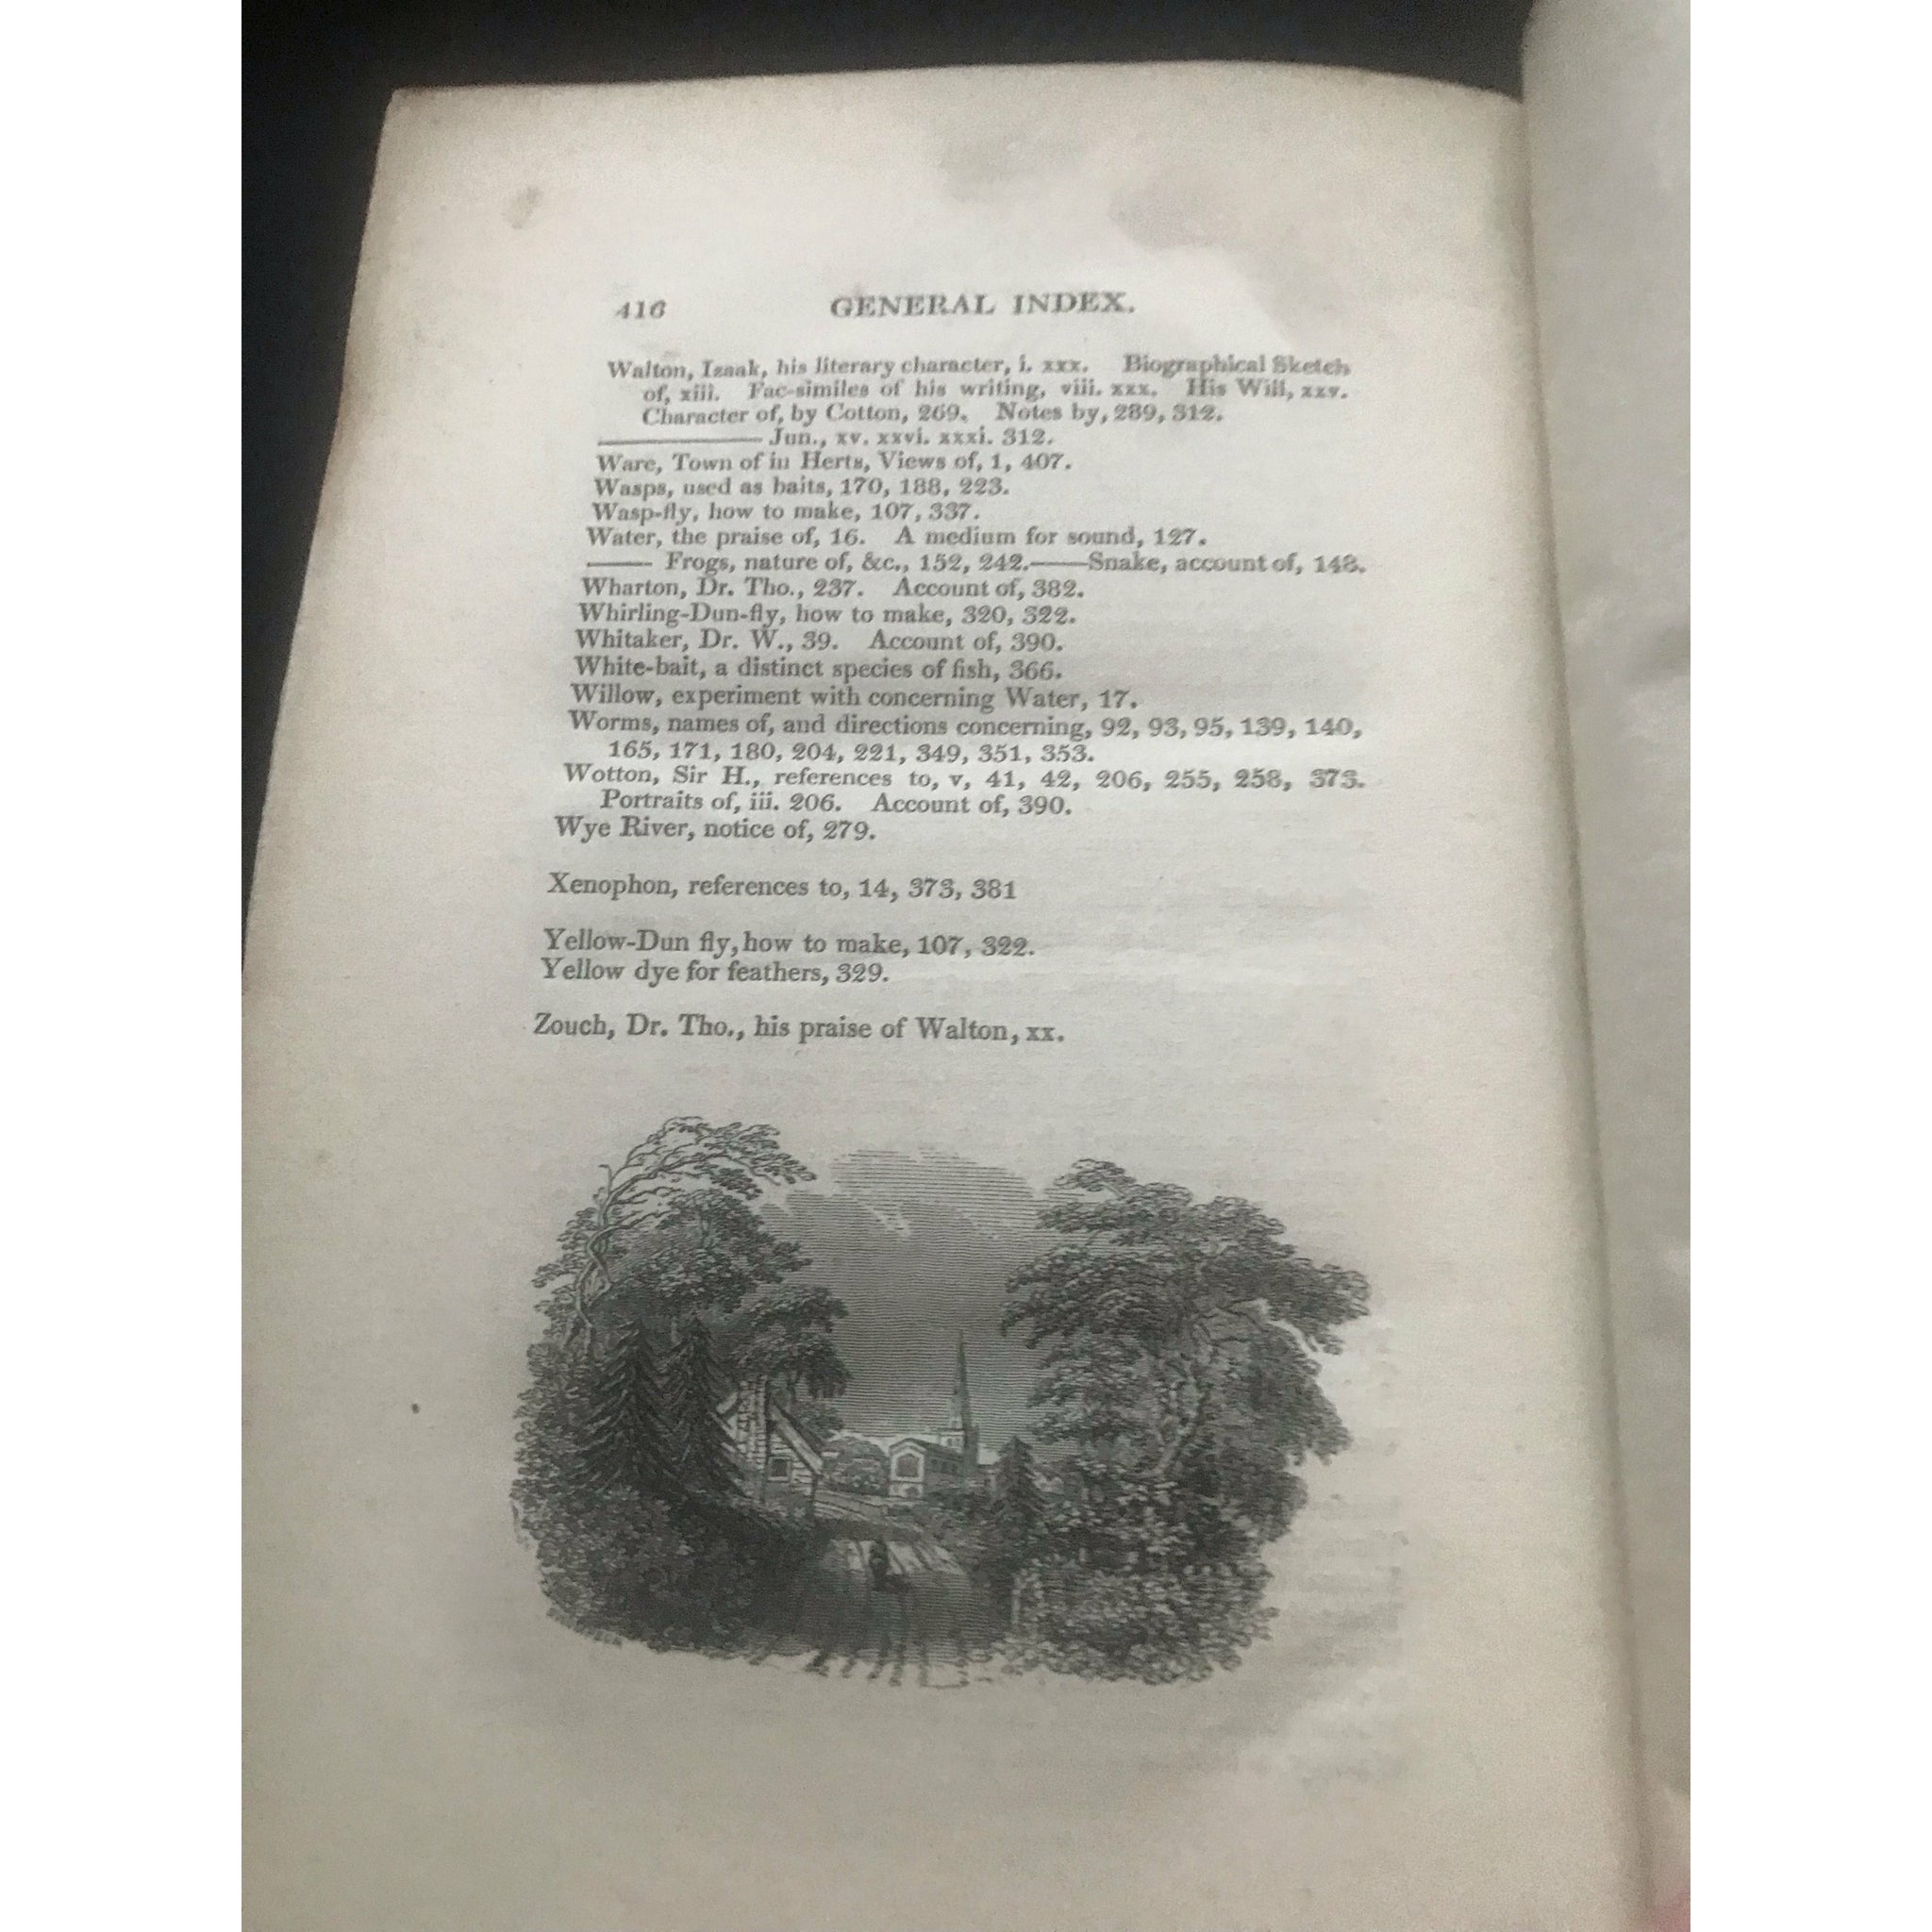 416 GENERAL INDEX.
Walton, Izaak, his literary character, i. xxx. Biographical Sketch
of, xiii. Fac-similes of his writing, viii. xxx. His Will, xxv.
Character of, by Cotton, 269. Notes by, 289, 312.
——— Jun., xv. xxvi. xxxi. 312.
Ware, Town of in Herts, Views of, 1, 407.
Wasps, used as baits, 170, 188, 223.
Wasp-fly, how to make, 107, 337.
Water, the praise of, 16. A medium for sound, 127.
—— Frogs, nature of, &c., 152, 242.——Snake, account of, 148.
Wharton, Dr. Tho., 237. Account of, 382.
Whirling-Dun-fly, how to make, 320, 322.
Whitaker, Dr. W., 39. Account of, 390.
White-bait, a distinct species of fish, 366.
Willow, experiment with concerning Water, 17.
Worms, names of, and directions concerning, 92, 93, 95, 139, 140,
165, 171, 180, 204, 221, 349, 351, 353.
Wotton, Sir H., references to, v, 41, 42, 206, 255, 258, 373.
Portraits of, iii. 206. Account of, 390.
Wye River, notice of, 279.
Xenophon, references to, 14, 373, 381
Yellow-Dun fly, how to make, 107, 322.
Yellow dye for feathers, 329.
Zouch, Dr. Tho., his praise of Walton, xx.